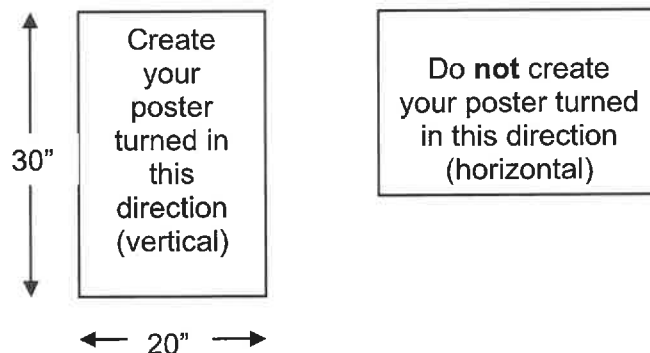 Create
your
poster
turned in
this
direction
(vertical)
30”
20”
Do not create
your poster turned
in this direction
(horizontal)